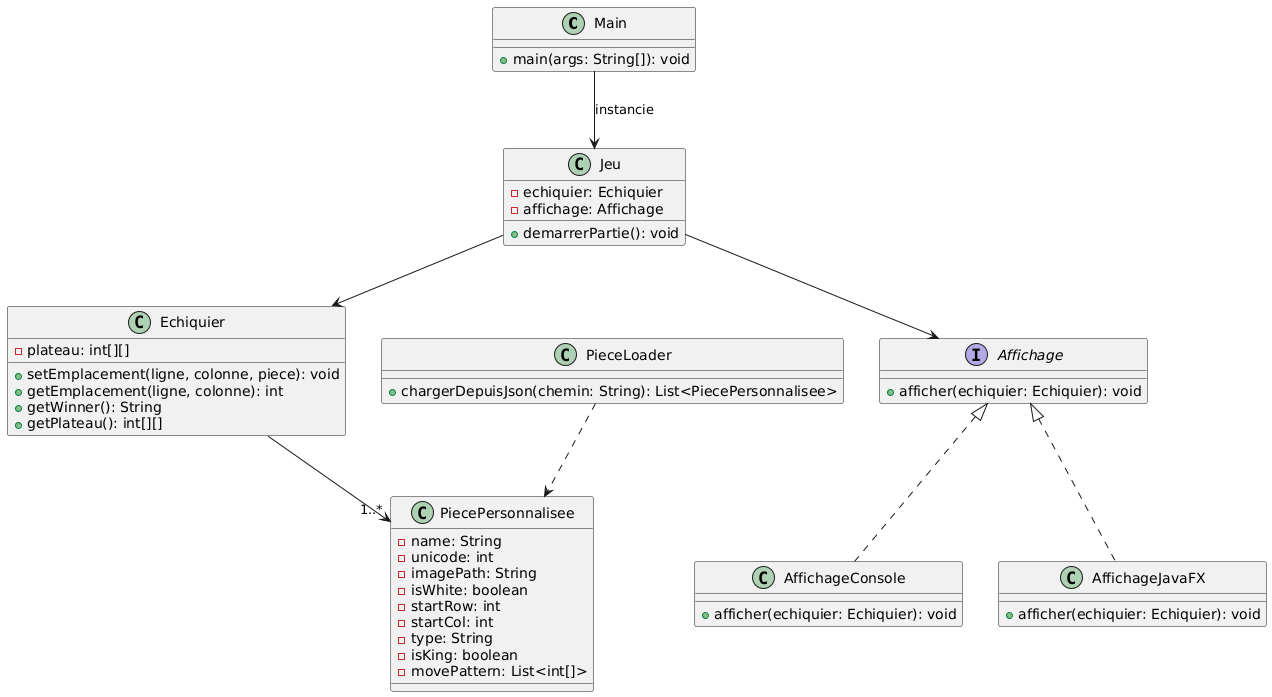 C Main
main(args: String[]): void
instancie
C Jeu
echiquier: Echiquier
affichage: Affichage
demarrerPartie(): void
C Echiquier
plateau: int[][]
setEmplacement(ligne, colonne, piece): void
getEmplacement(ligne, colonne): int
getWinner(): String
getPlateau(): int[][]
C PieceLoader
chargerDepuisJson(chemin: String): List<PiecePersonnalisee>
I Affichage
afficher(echiquier: Echiquier): void
1..*
C PiecePersonnalisee
name: String
unicode: int
imagePath: String
isWhite: boolean
startRow: int
startCol: int
type: String
isKing: boolean
movePattern: List<int[]>
C AffichageConsole
afficher(echiquier: Echiquier): void
C AffichageJavaFX
afficher(echiquier: Echiquier): void